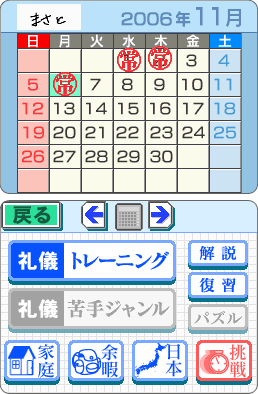 まさと 2006年11月
日 月 火 水 木 金 土
常 常 3 4
5 常 7 8 9 10 11
12 13 14 15 16 17 18
19 20 21 22 23 24 25
26 27 28 29 30
戻る
礼儀 トレーニング 解説
復習
礼儀 苦手ジャンル パズル
家庭 余暇 日本 挑戦